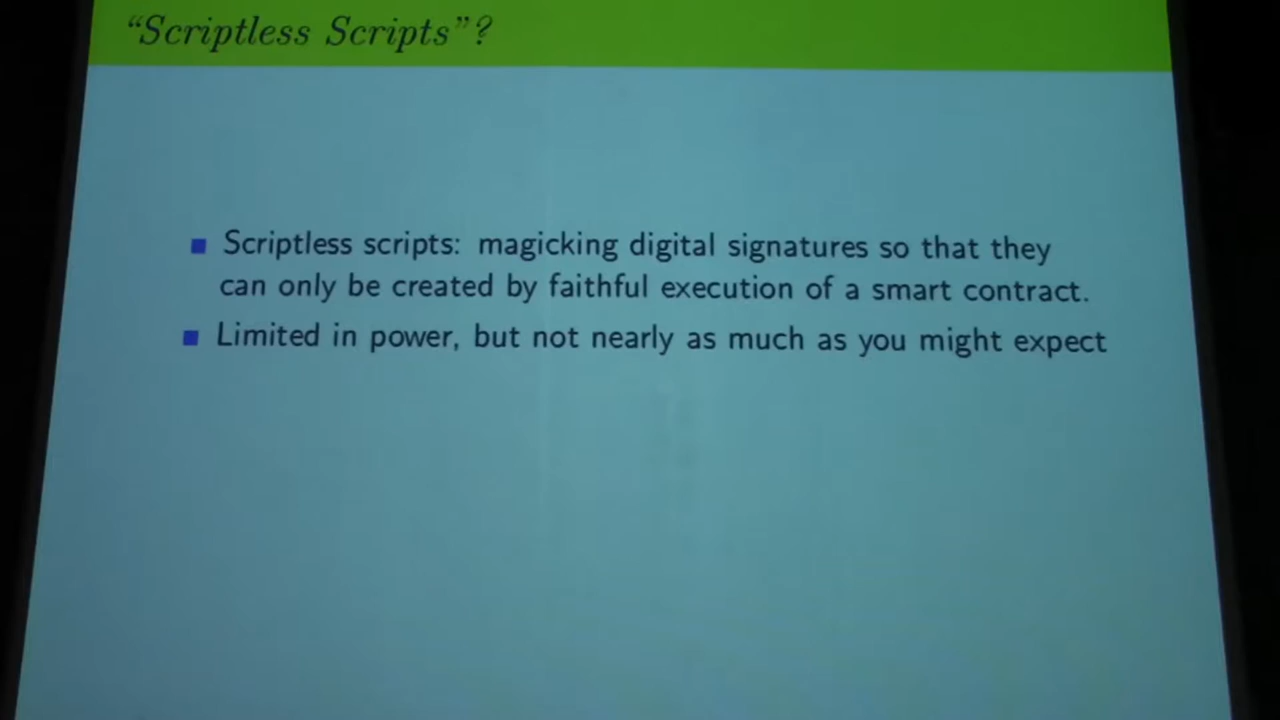 “Scriptless Scripts”?
Scriptless scripts: magicking digital signatures so that they
can only be created by faithful execution of a smart contract.
Limited in power, but not nearly as much as you might expect